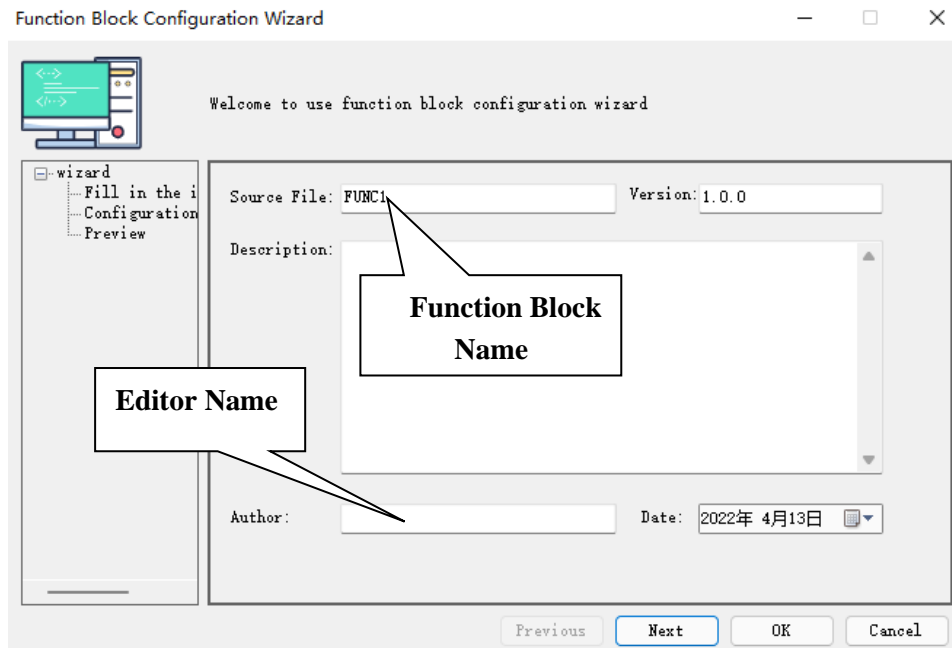 Function Block Configuration Wizard
Welcome to use function block configuration wizard
wizard
Fill in the i
Configuration
Preview
Source File: FUNC1 Version: 1.0.0
Description:
Function Block
Name
Editor Name
Author: Date: 2022年 4月13日
Previous Next OK Cancel